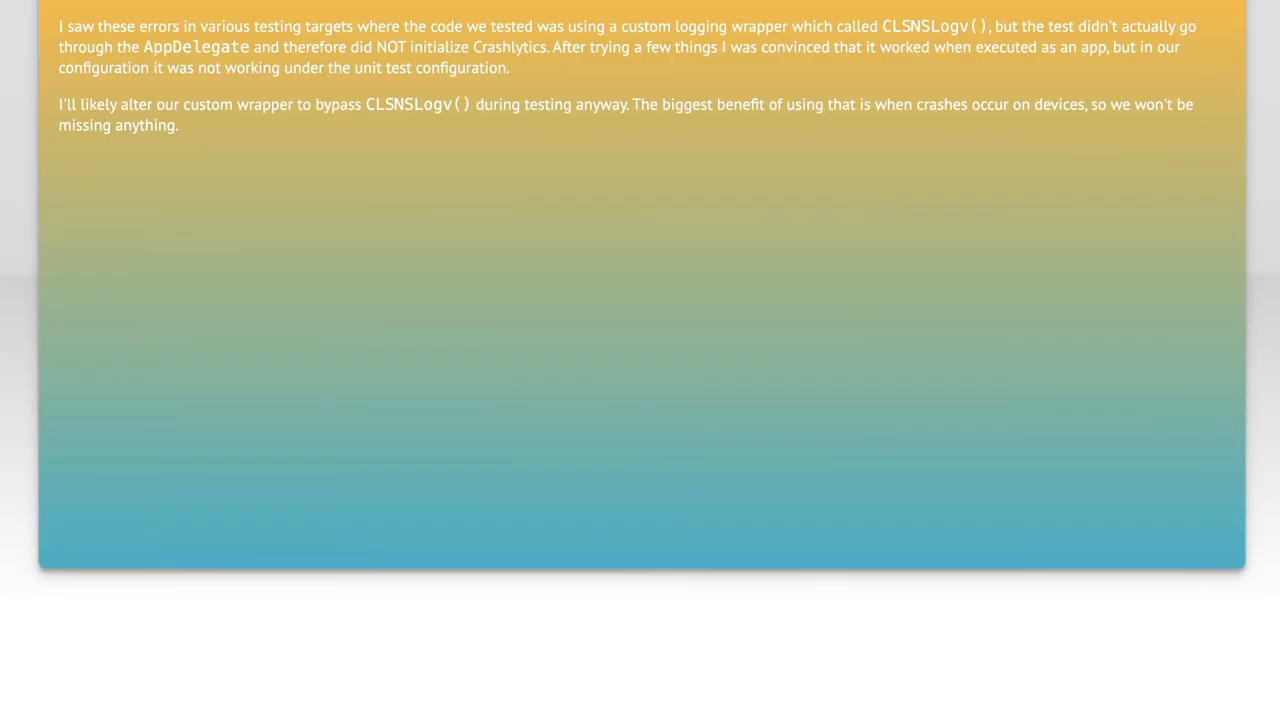 I saw these errors in various testing targets where the code we tested was using a custom logging wrapper which called CLSNSLogv(), but the test didn't actually go
through the AppDelegate and therefore did NOT initialize Crashlytics. After trying a few things I was convinced that it worked when executed as an app, but in our
configuration it was not working under the unit test configuration.
I'll likely alter our custom wrapper to bypass CLSNSLogv() during testing anyway. The biggest benefit of using that is when crashes occur on devices, so we won't be
missing anything.